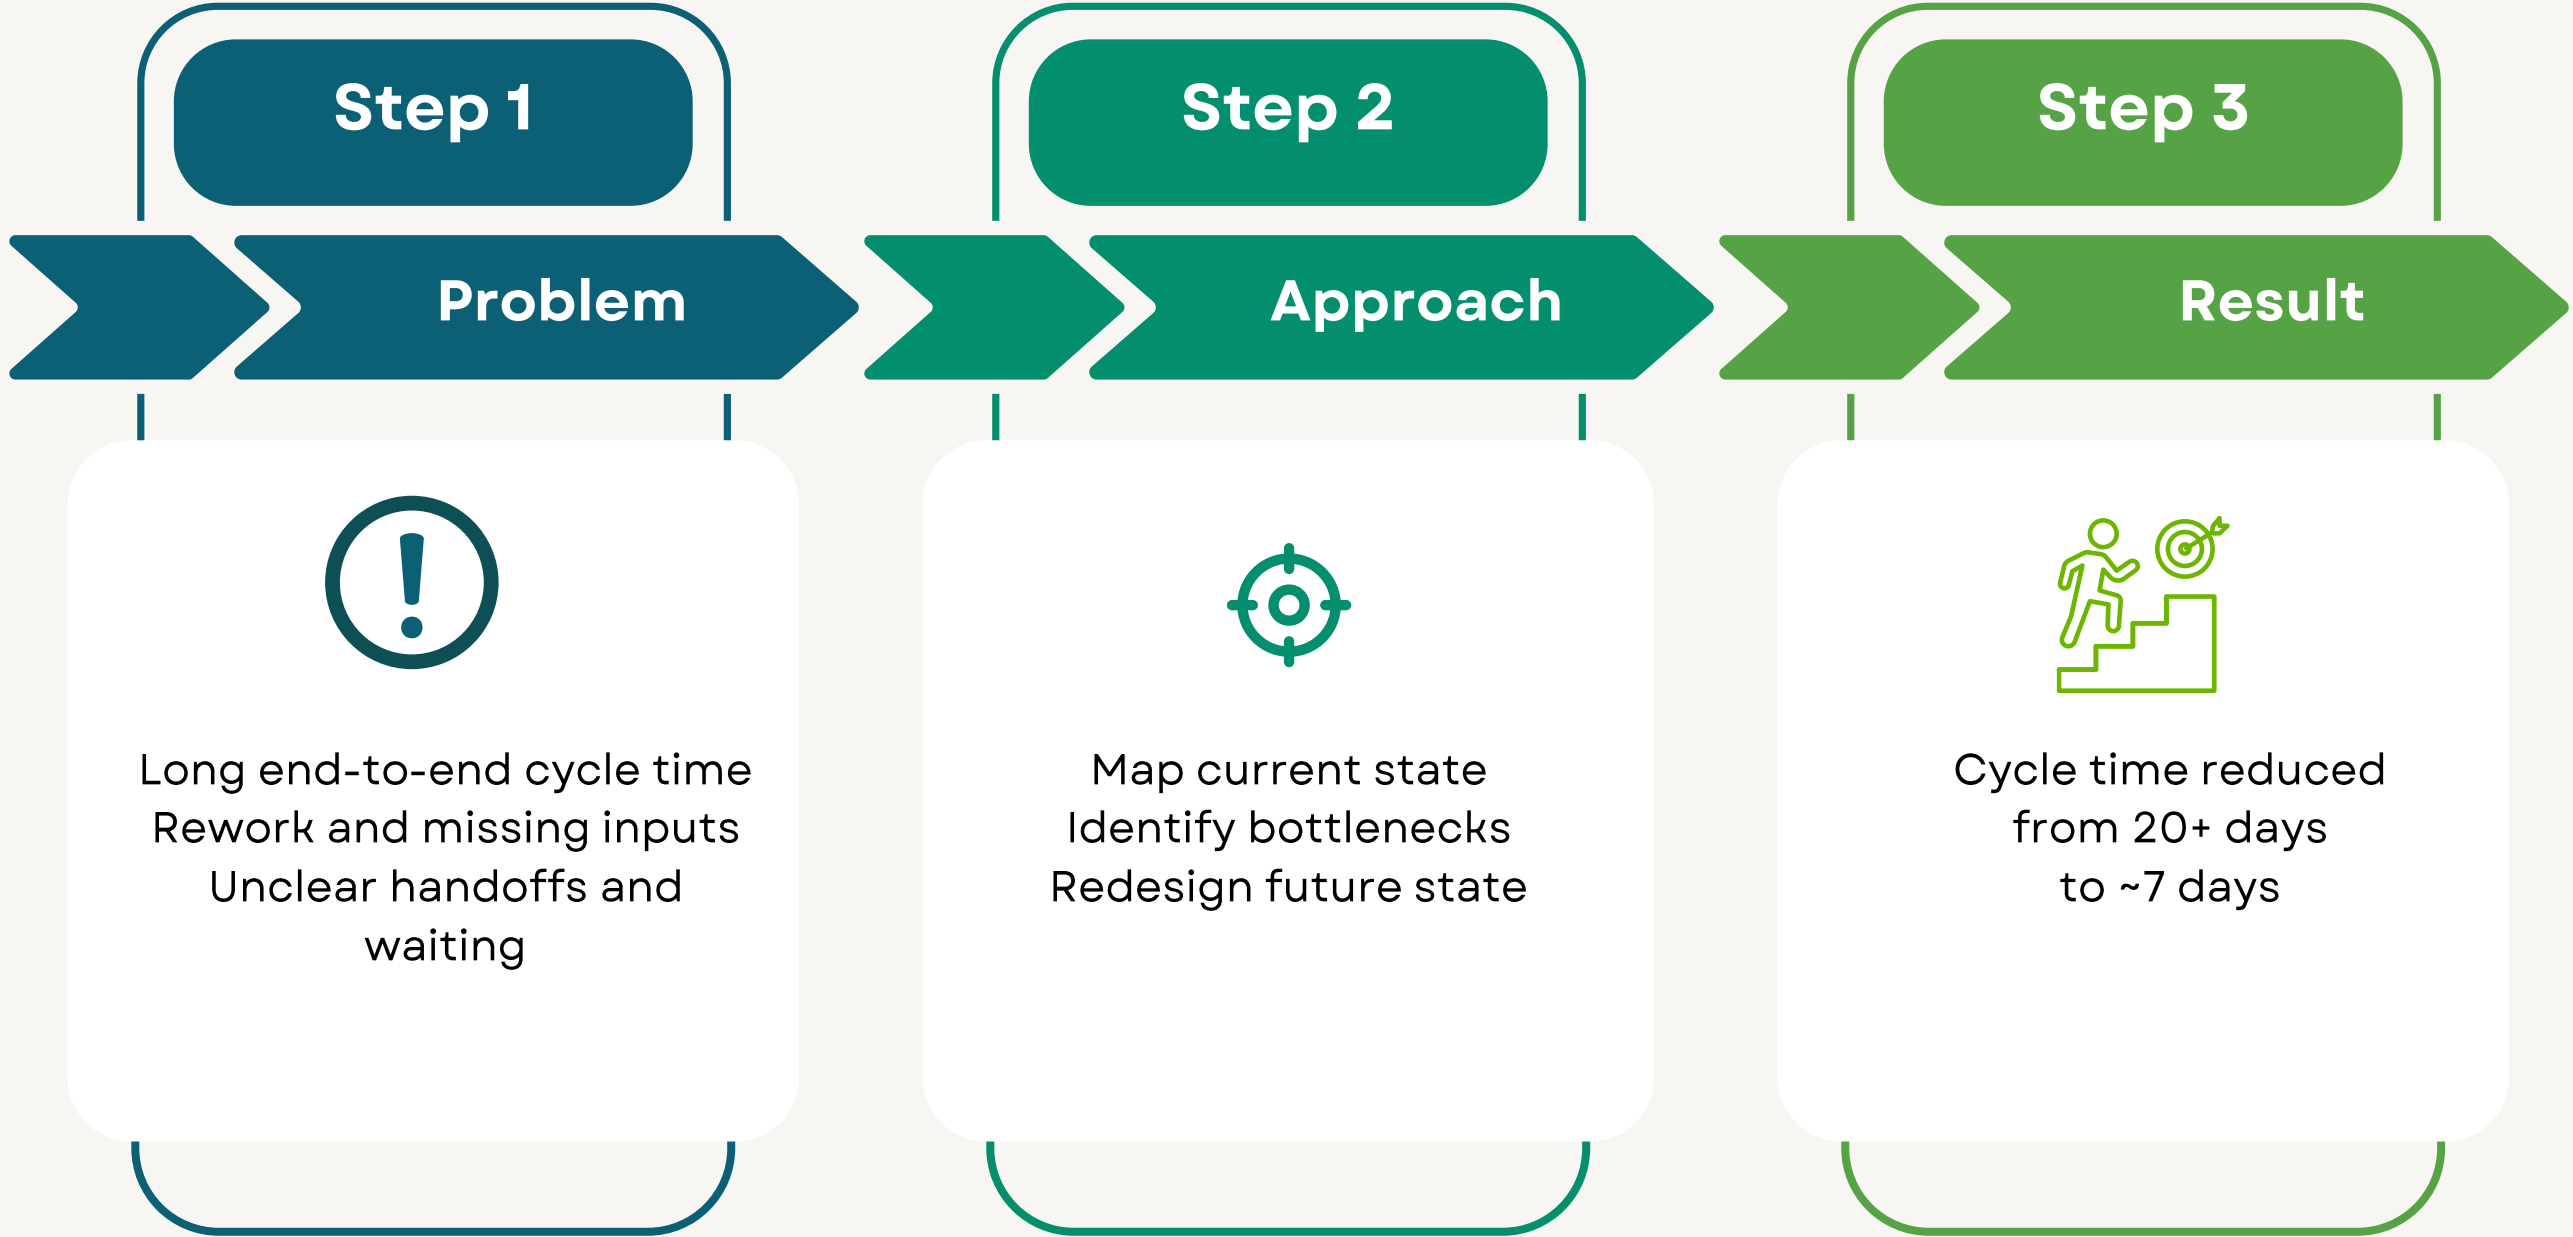 Step 1
Problem
Long end-to-end cycle time
Rework and missing inputs
Unclear handoffs and
waiting
Step 2
Approach
Map current state
Identify bottlenecks
Redesign future state
Step 3
Result
Cycle time reduced
from 20+ days
to ~7 days